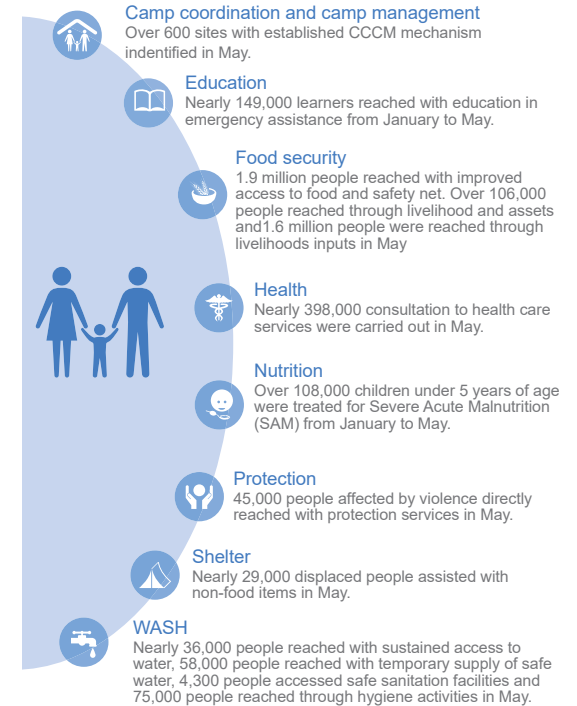 Camp coordination and camp management
Over 600 sites with established CCCM mechanism
indentified in May.
Education
Nearly 149,000 learners reached with education in
emergency assistance from January to May.
Food security
1.9 million people reached with improved
access to food and safety net. Over 106,000
people reached through livelihood and assets
and1.6 million people were reached through
livelihoods inputs in May
Health
Nearly 398,000 consultation to health care
services were carried out in May.
Nutrition
Over 108,000 children under 5 years of age
were treated for Severe Acute Malnutrition
(SAM) from January to May.
Protection
45,000 people affected by violence directly
reached with protection services in May.
Shelter
Nearly 29,000 displaced people assisted with
non-food items in May.
WASH
Nearly 36,000 people reached with sustained access to
water, 58,000 people reached with temporary supply of safe
water, 4,300 people accessed safe sanitation facilities and
75,000 people reached through hygiene activities in May.